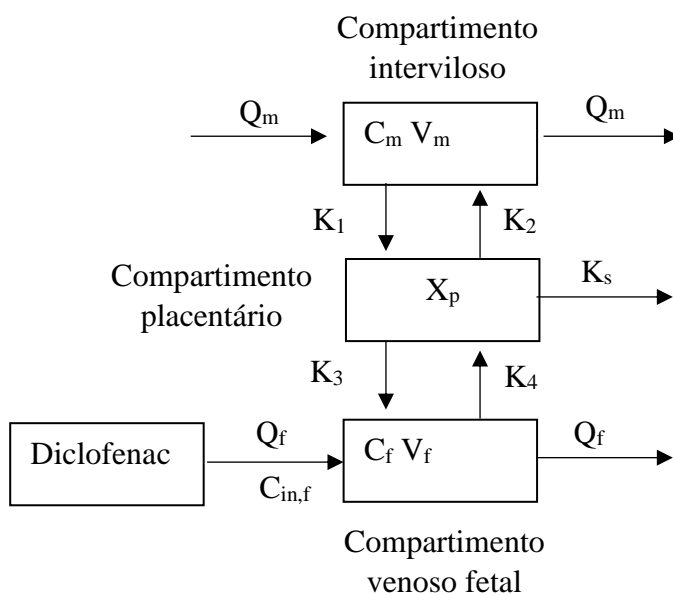 Compartimento
interviloso
Qm
Cm Vm
Qm
K1
K2
Compartimento
placentário
Xp
Ks
K3
K4
Diclofenac
Qf
Cin,f
Cf Vf
Qf
Compartimento
venoso fetal